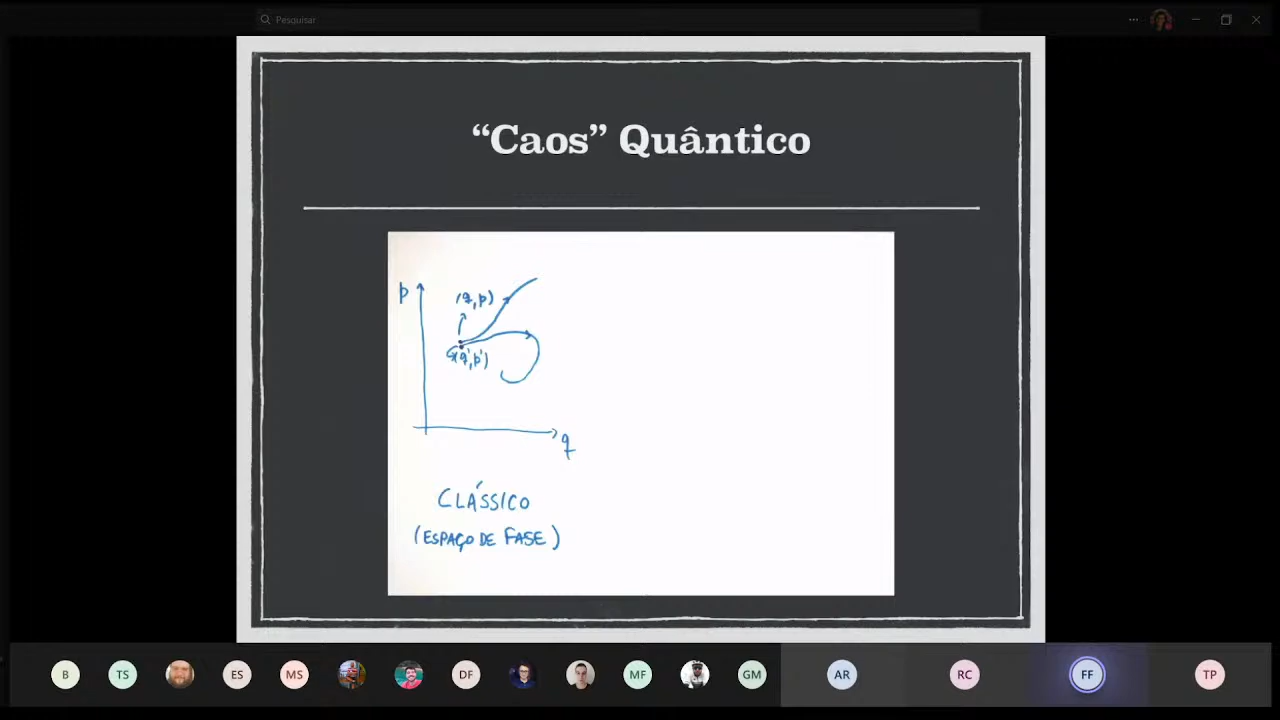 Pesquisar
“Caos” Quântico
p
(q,p)
(q',p')
q
CLÁSSICO
(ESPAÇO DE FASE)
B
TS
ES
MS
DF
MF
GM
AR
RC
FF
TP